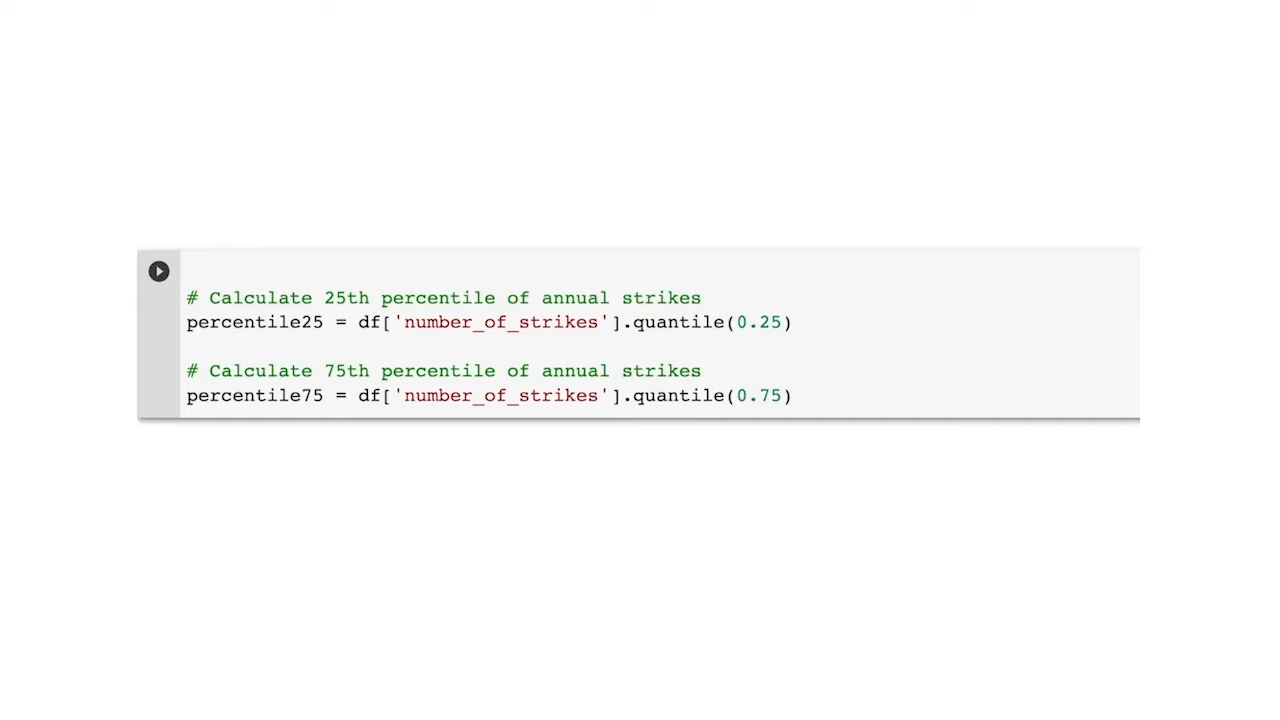 # Calculate 25th percentile of annual strikes
percentile25 = df['number_of_strikes'].quantile(0.25)
# Calculate 75th percentile of annual strikes
percentile75 = df['number_of_strikes'].quantile(0.75)